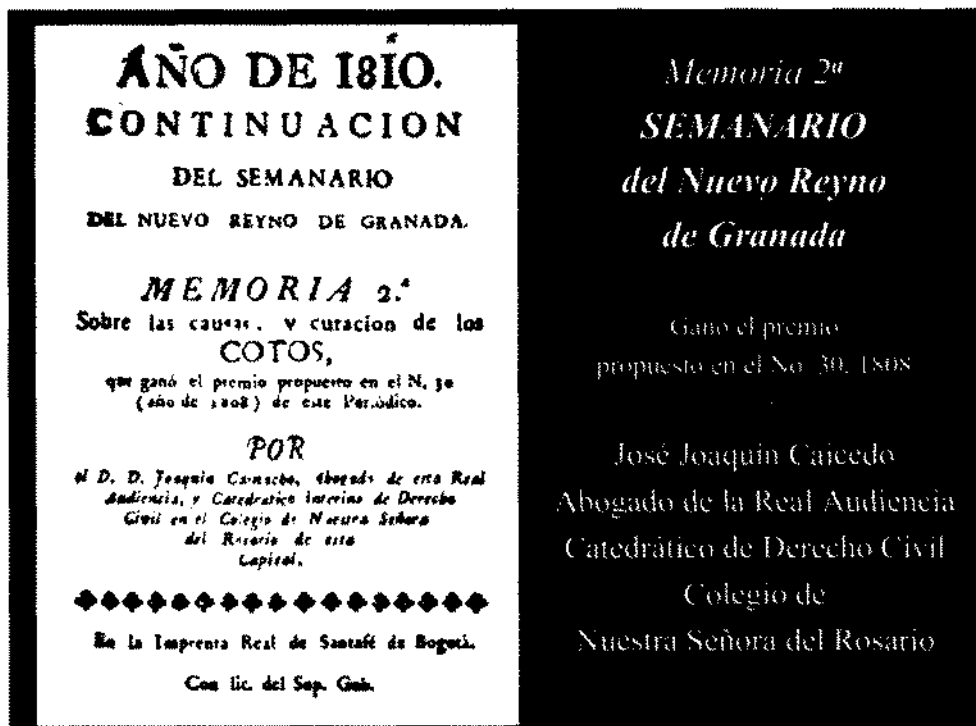 AÑO DE 1810.
CONTINUACION
DEL SEMANARIO
DEL NUEVO REYNO DE GRANADA.
MEMORIA 2.ª
Sobre las causas, y curacion de los
COTOS,
que ganó el premio propuesto en el N. 30
(año de 1808) de este Periódico.
POR
el D. D. Joaquin Camacho, Abogado de esta Real
Audiencia, y Catedratico interino de Derecho
Civil en el Colegio de Nuestra Señora
del Rosario de esta
Capital.
En la Imprenta Real de Santafé de Bogotá.
Con lic. del Sup. Gob.
Memoria 2ª
SEMANARIO
del Nuevo Reyno
de Granada
Gano el premio
propuesto en el No. 30, 1808
José Joaquín Caicedo
Abogado de la Real Audiencia
Catedrático de Derecho Civil
Colegio de
Nuestra Señora del Rosario